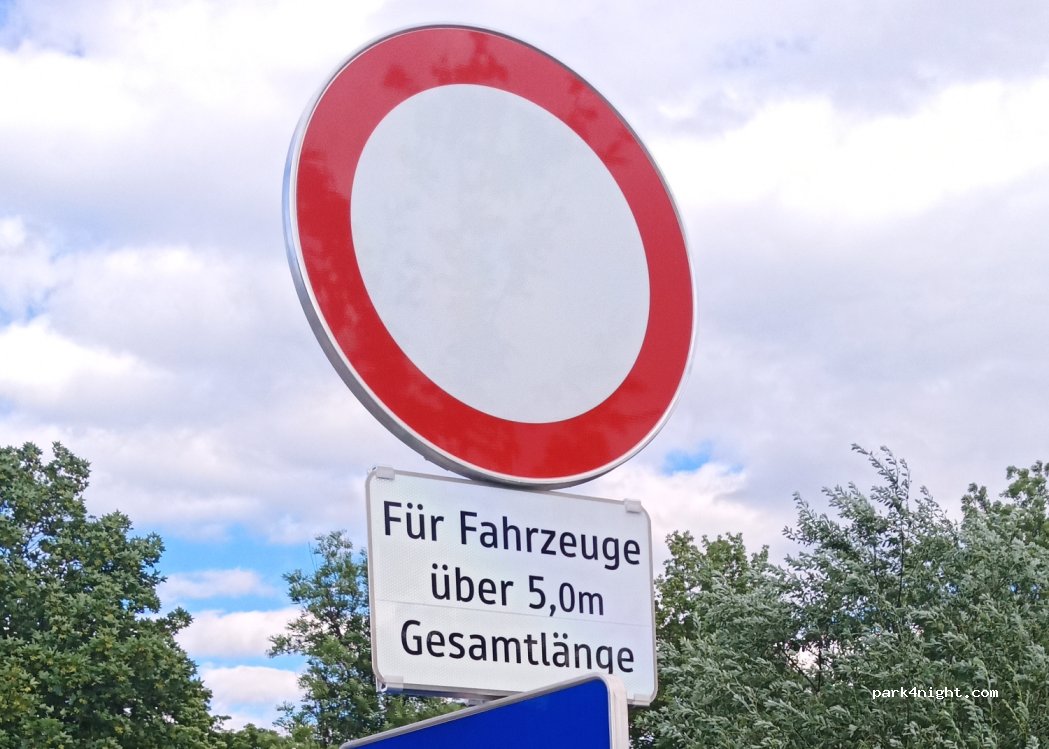 Für Fahrzeuge
über 5,0m
Gesamtlänge
park4night.com